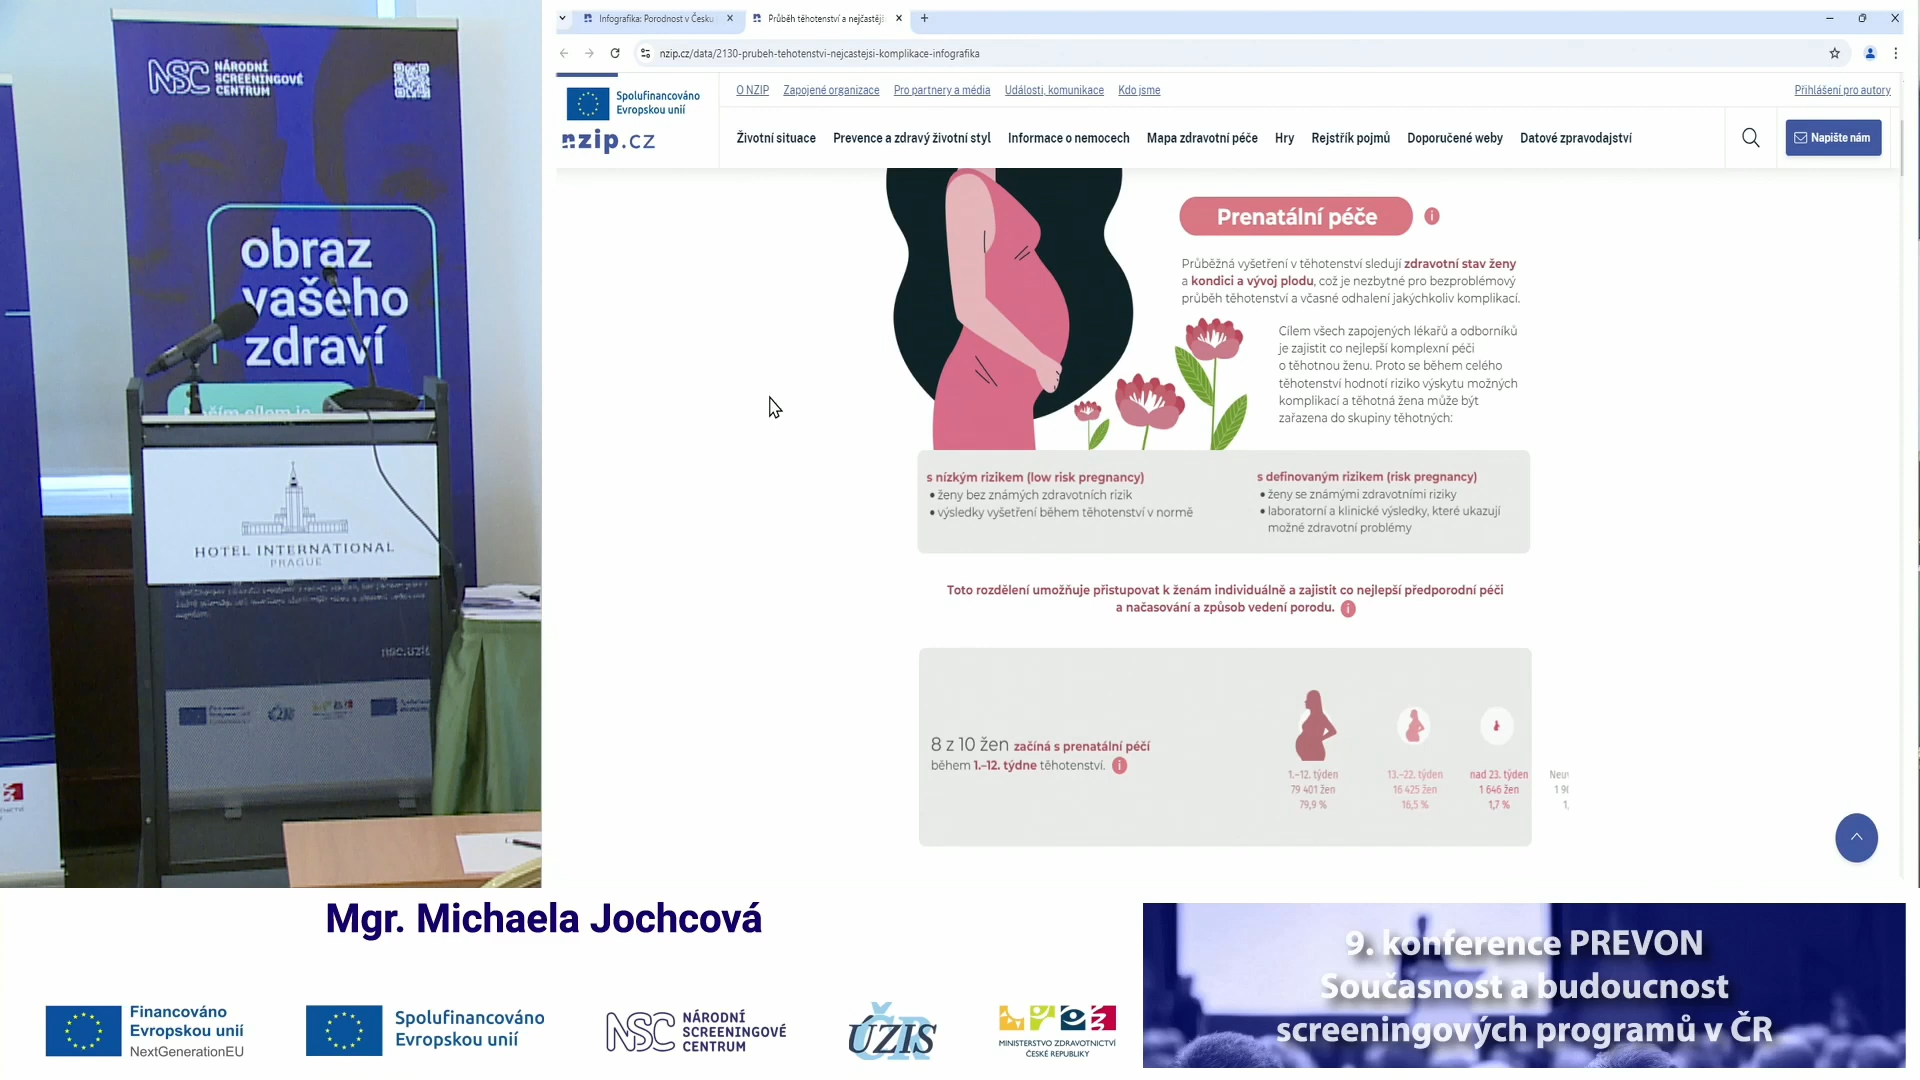 NSC NÁRODNÍ
SCREENINGOVÉ
CENTRUM
obraz
vašeho
zdraví
HOTEL INTERNATIONAL
PRAGUE
Infografika: Porodnost v Česku
Průběh těhotenství a nejčastějš
nzip.cz/data/2130-prubeh-tehotenstvi-nejcastejsi-komplikace-infografika
Spolufinancováno
Evropskou unií
nzip.cz
O NZIP Zapojené organizace Pro partnery a média Události, komunikace Kdo jsme
Přihlášení pro autory
Životní situace Prevence a zdravý životní styl Informace o nemocech Mapa zdravotní péče Hry Rejstřík pojmů Doporučené weby Datové zpravodajství
Napište nám
Prenatální péče i
Průběžná vyšetření v těhotenství sledují zdravotní stav ženy
a kondici a vývoj plodu, což je nezbytné pro bezproblémový
průběh těhotenství a včasné odhalení jakýchkoliv komplikací.
Cílem všech zapojených lékařů a odborníků
je zajistit co nejlepší komplexní péči
o těhotnou ženu. Proto se během celého
těhotenství hodnotí riziko výskytu možných
komplikací a těhotná žena může být
zařazena do skupiny těhotných:
s nízkým rizikem (low risk pregnancy)
• ženy bez známých zdravotních rizik
• výsledky vyšetření během těhotenství v normě
s definovaným rizikem (risk pregnancy)
• ženy se známými zdravotními riziky
• laboratorní a klinické výsledky, které ukazují
možné zdravotní problémy
Toto rozdělení umožňuje přistupovat k ženám individuálně a zajistit co nejlepší předporodní péči
a načasování a způsob vedení porodu. i
8 z 10 žen začíná s prenatální péčí
během 1.–12. týdne těhotenství. i
1.–12. týden 13.–22. týden nad 23. týden
79 401 žen 16 425 žen 1 646 žen
79,9 % 16,5 % 1,7 %
Mgr. Michaela Jochcová
Financováno
Evropskou unií
NextGenerationEU
Spolufinancováno
Evropskou unií
NSC NÁRODNÍ
SCREENINGOVÉ
CENTRUM
ÚZIS
ČR
MINISTERSTVO ZDRAVOTNICTVÍ
ČESKÉ REPUBLIKY
9. konference PREVON
Současnost a budoucnost
screeningových programů v ČR